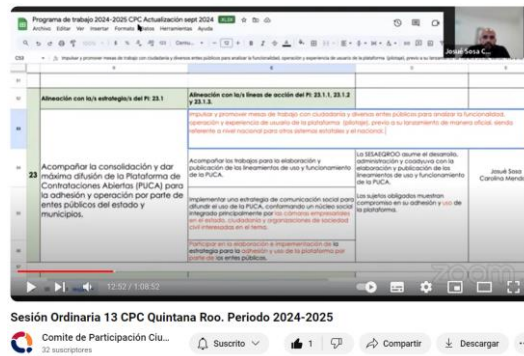 Programa de trabajo 2024-2025 CPC Actualización sept 2024 .XLSX
Archivo Editar Ver Insertar Formato Datos Herramientas Ayuda
Josué Sosa C...
Alineación con la/s estrategia/s del PI: 23.1
Alineación con la/s líneas de acción del PI: 23.1.1, 23.1.2
y 23.1.3.
Impulsar y promover mesas de trabajo con ciudadanía y diversos entes públicos para analizar la funcionalidad,
operación y experiencia de usuario de la plataforma (pilotaje), previo a su lanzamiento de manera oficial, siendo
referente a nivel nacional para otros sistemas estatales y el nacional.
23
Acompañar la consolidación y dar
máxima difusión de la Plataforma de
Contrataciones Abiertas (PUCA) para
la adhesión y operación por parte de
entes públicos del estado y
municipios.
Acompañar los trabajos para la elaboración y
publicación de los lineamientos de uso y funcionamiento
de la PUCA.
Implementar una estrategia de comunicación social para
difundir el uso de la PUCA, conformando un núcleo social
integrado principalmente por las cámaras empresariales
en el estado, ciudadanía y organizaciones de sociedad
civil interesadas en el tema.
Participar en la elaboración e implementación de la
estrategia para la adhesión y uso de la plataforma por
parte de los entes públicos.
La SESAEQROO asume el desarrollo,
administración y coadyuva con la
elaboración y publicación de los
lineamientos de uso y funcionamiento
de la PUCA.
Los sujetos obligados muestran
compromiso en su adhesión y uso de
la plataforma.
Josué Sosa
Carolina Mend
zoom
12:52 / 1:08:52
Sesión Ordinaria 13 CPC Quintana Roo. Periodo 2024-2025
Comite de Participación Ciu...
32 suscriptores
Suscrito
1
Compartir
Descargar